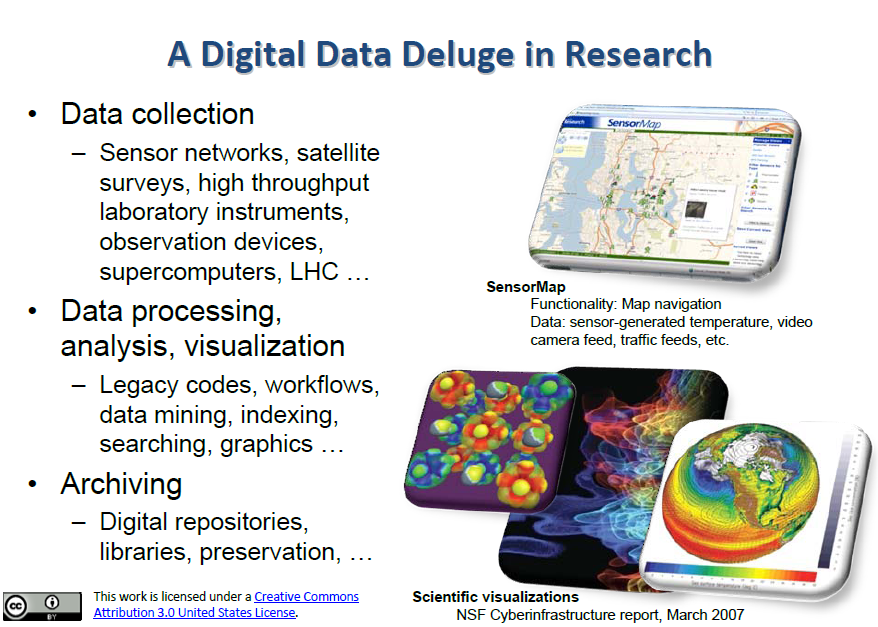 A Digital Data Deluge in Research
• Data collection
– Sensor networks, satellite
surveys, high throughput
laboratory instruments,
observation devices,
supercomputers, LHC …
• Data processing,
analysis, visualization
– Legacy codes, workflows,
data mining, indexing,
searching, graphics …
• Archiving
– Digital repositories,
libraries, preservation, …
Research
SensorMap
SensorMap
Functionality: Map navigation
Data: sensor-generated temperature, video
camera feed, traffic feeds, etc.
Scientific visualizations
NSF Cyberinfrastructure report, March 2007
cc
BY
This work is licensed under a Creative Commons
Attribution 3.0 United States License.